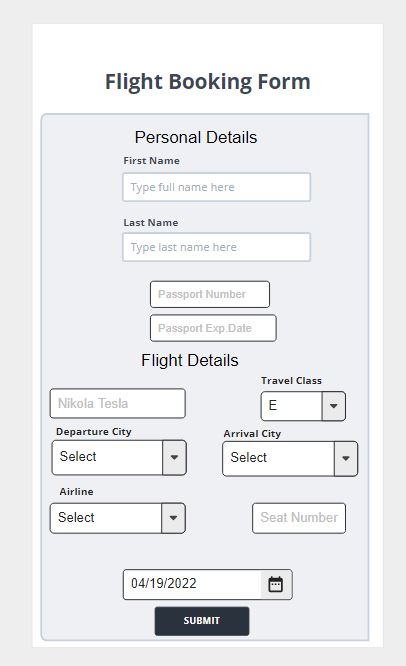 Flight Booking Form
Personal Details
First Name
Type full name here
Last Name
Type last name here
Passport Number
Passport Exp.Date
Flight Details
Travel Class
Nikola Tesla
E
Departure City
Arrival City
Select
Select
Airline
Select
Seat Number
04/19/2022
SUBMIT